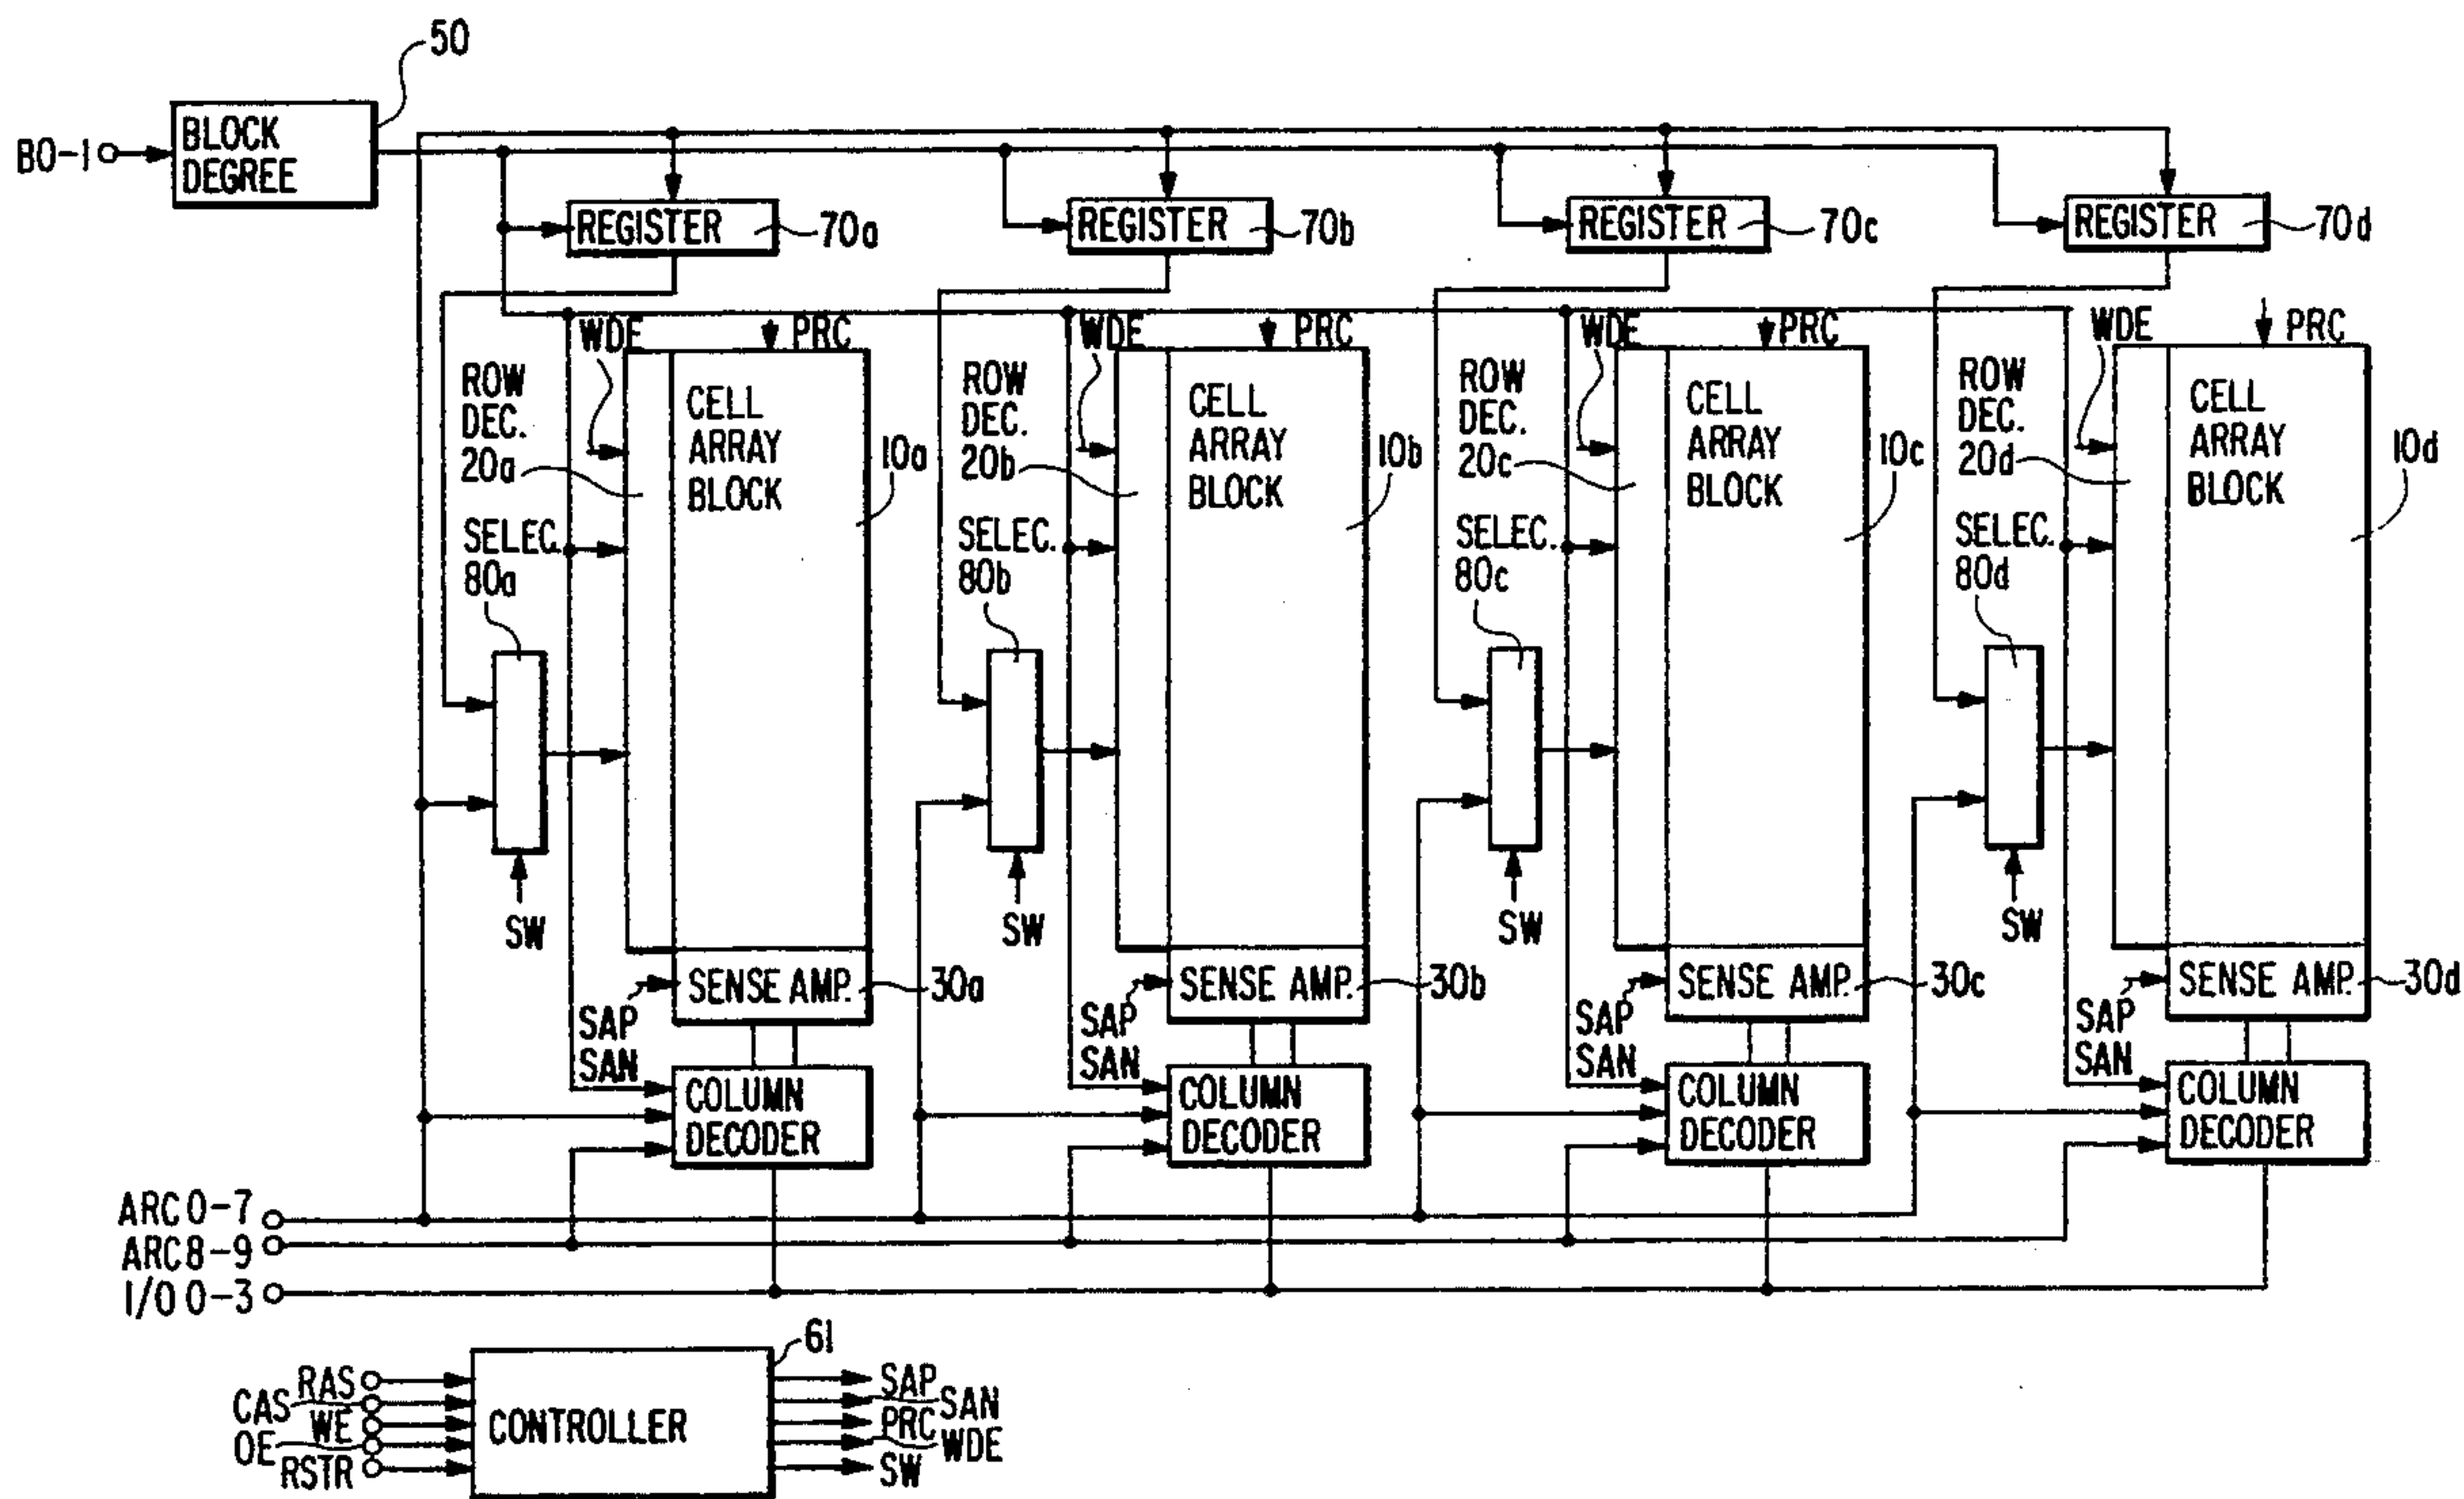 50
B0-1
BLOCK
DEGREE
REGISTER 70a
REGISTER 70b
REGISTER 70c
REGISTER 70d
WDE PRC
WDE PRC
WDE PRC
WDE PRC
ROW
DEC.
20a
CELL
ARRAY
BLOCK
10a
ROW
DEC.
20b
CELL
ARRAY
BLOCK
10b
ROW
DEC.
20c
CELL
ARRAY
BLOCK
10c
ROW
DEC.
20d
CELL
ARRAY
BLOCK
10d
SELEC.
80a
SELEC.
80b
SELEC.
80c
SELEC.
80d
SW
SW
SW
SW
SENSE AMP. 30a
SENSE AMP. 30b
SENSE AMP. 30c
SENSE AMP. 30d
SAP
SAN
SAP
SAN
SAP
SAN
SAP
SAN
COLUMN
DECODER
COLUMN
DECODER
COLUMN
DECODER
COLUMN
DECODER
ARC 0-7
ARC 8-9
I/O 0-3
61
RAS
CAS
WE
OE
RSTR
CONTROLLER
SAP
SAN
PRC
WDE
SW